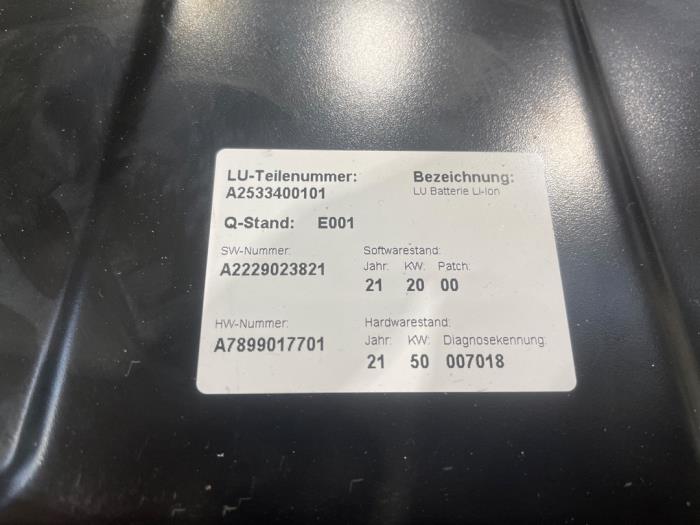 LU-Teilenummer: Bezeichnung:
A2533400101 LU Batterie LI-Ion
Q-Stand: E001
SW-Nummer: Softwarestand:
A2229023821 Jahr: KW: Patch:
21 20 00
HW-Nummer: Hardwarestand:
A7899017701 Jahr: KW: Diagnosekennung:
21 50 007018